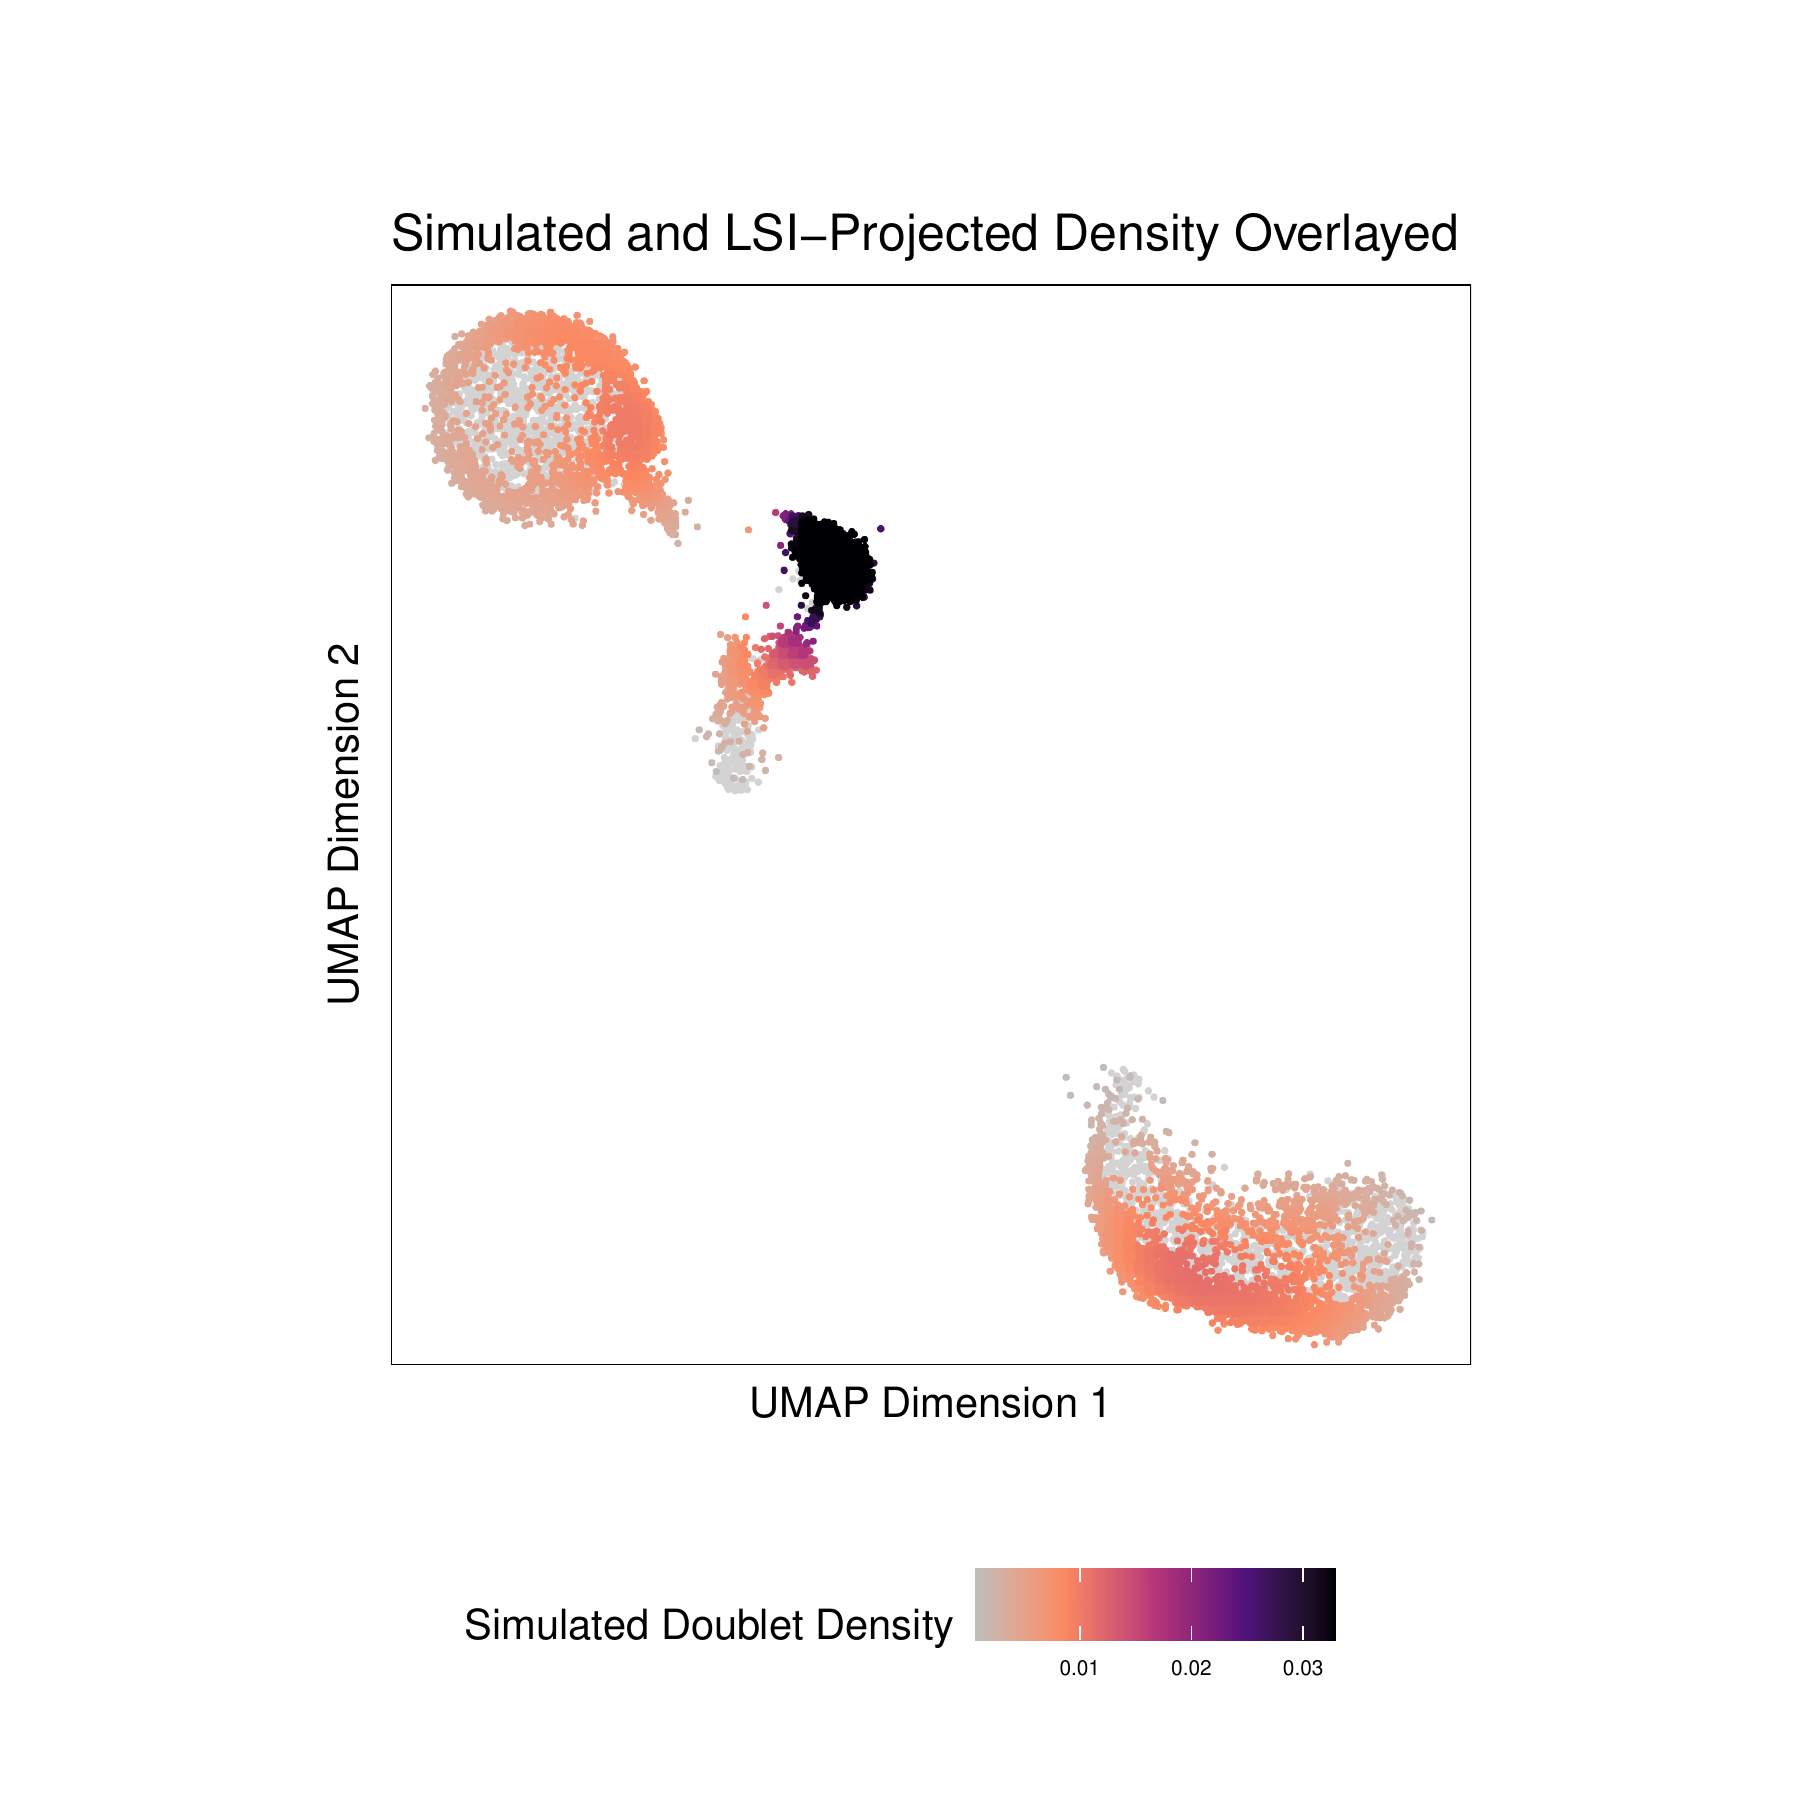 Simulated and LSI−Projected Density Overlayed
UMAP Dimension 2
UMAP Dimension 1
Simulated Doublet Density
0.01 0.02 0.03